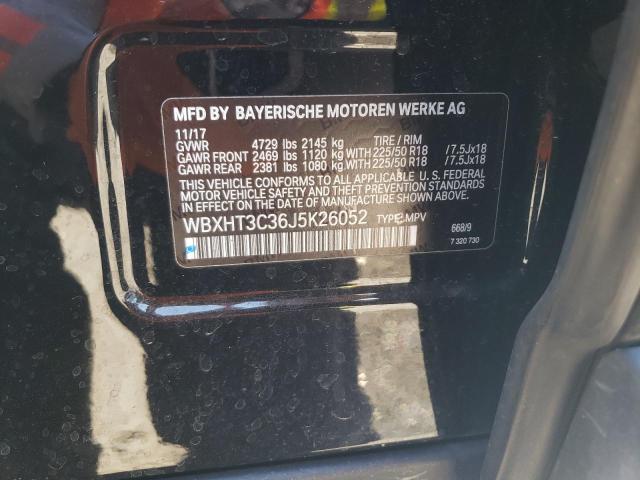 MFD BY BAYERISCHE MOTOREN WERKE AG
11/17 TIRE / RIM
GVWR 4729 lbs 2145 kg
GAWR FRONT 2469 lbs 1120 kg WITH 225/50 R18 /7.5Jx18
GAWR REAR 2381 lbs 1080 kg WITH 225/50 R18 /7.5Jx18
THIS VEHICLE CONFORMS TO ALL APPLICABLE U. S. FEDERAL
MOTOR VEHICLE SAFETY AND THEFT PREVENTION STANDARDS
IN EFFECT ON THE DATE OF MANUFACTURE SHOWN ABOVE.
WBXHT3C36J5K26052 TYPE: MPV
668/9
7 320 730